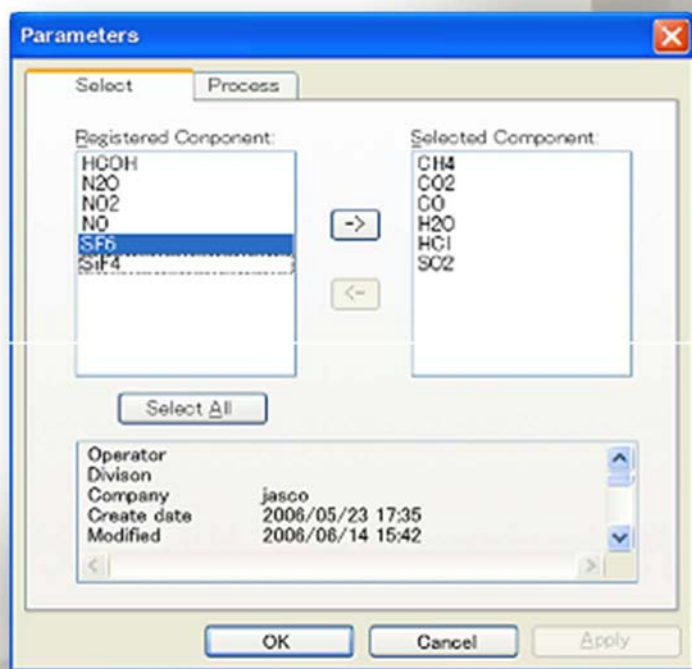 Parameters
Select Process
Registered Conponent:
HCOH
N2O
NO2
NO
SF6
SiF4
->
<-
Selected Component:
CH4
CO2
CO
H2O
HCl
SO2
Select All
Operator
Divison
Company jasco
Create date 2006/05/23 17:35
Modified 2006/06/14 15:42
OK Cancel Apply